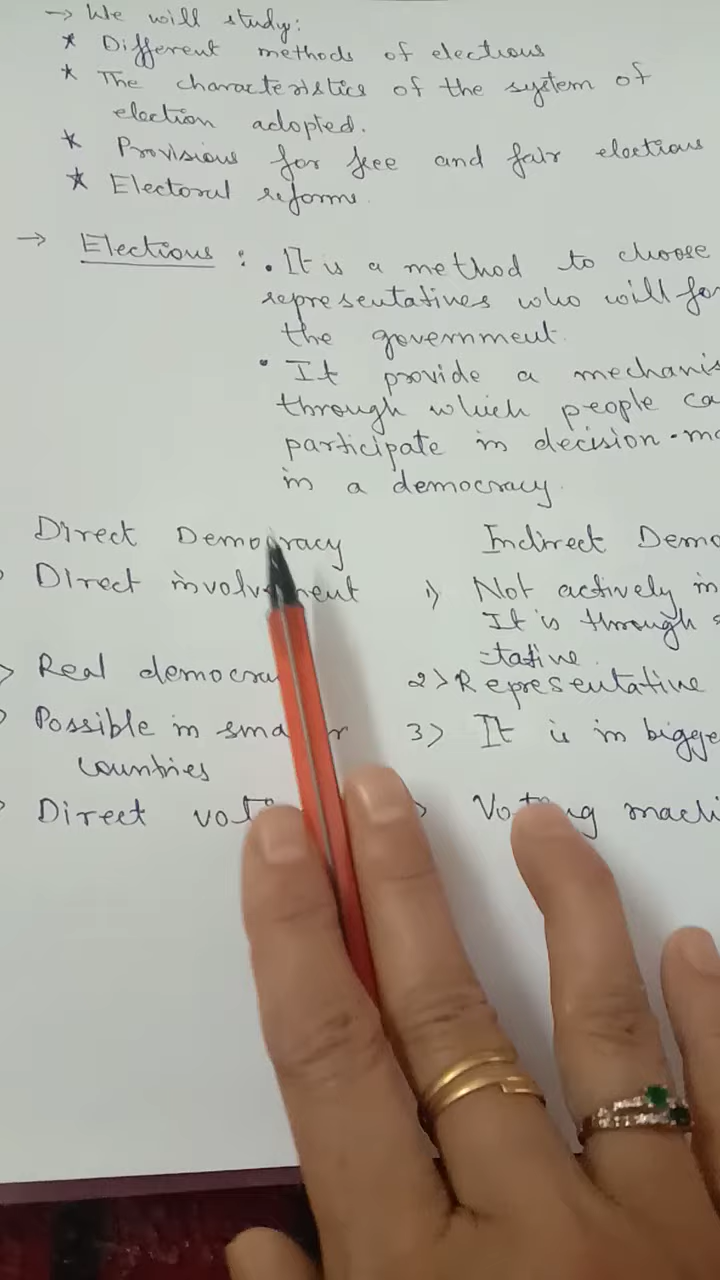 → We will study:
* Different methods of elections
* The characteristics of the system of
election adopted.
* Provisions for free and fair elections
* Electoral reforms.
→ Elections : • It is a method to choose
representatives who will
the government.
• It provide a
through which people
participate in decision-
in a democracy.
Direct Democracy Indirect
Direct involvement 1) Not actively
It is through
-tative.
Real 2> Representative
Possible in 3> It is in
countries
Direct